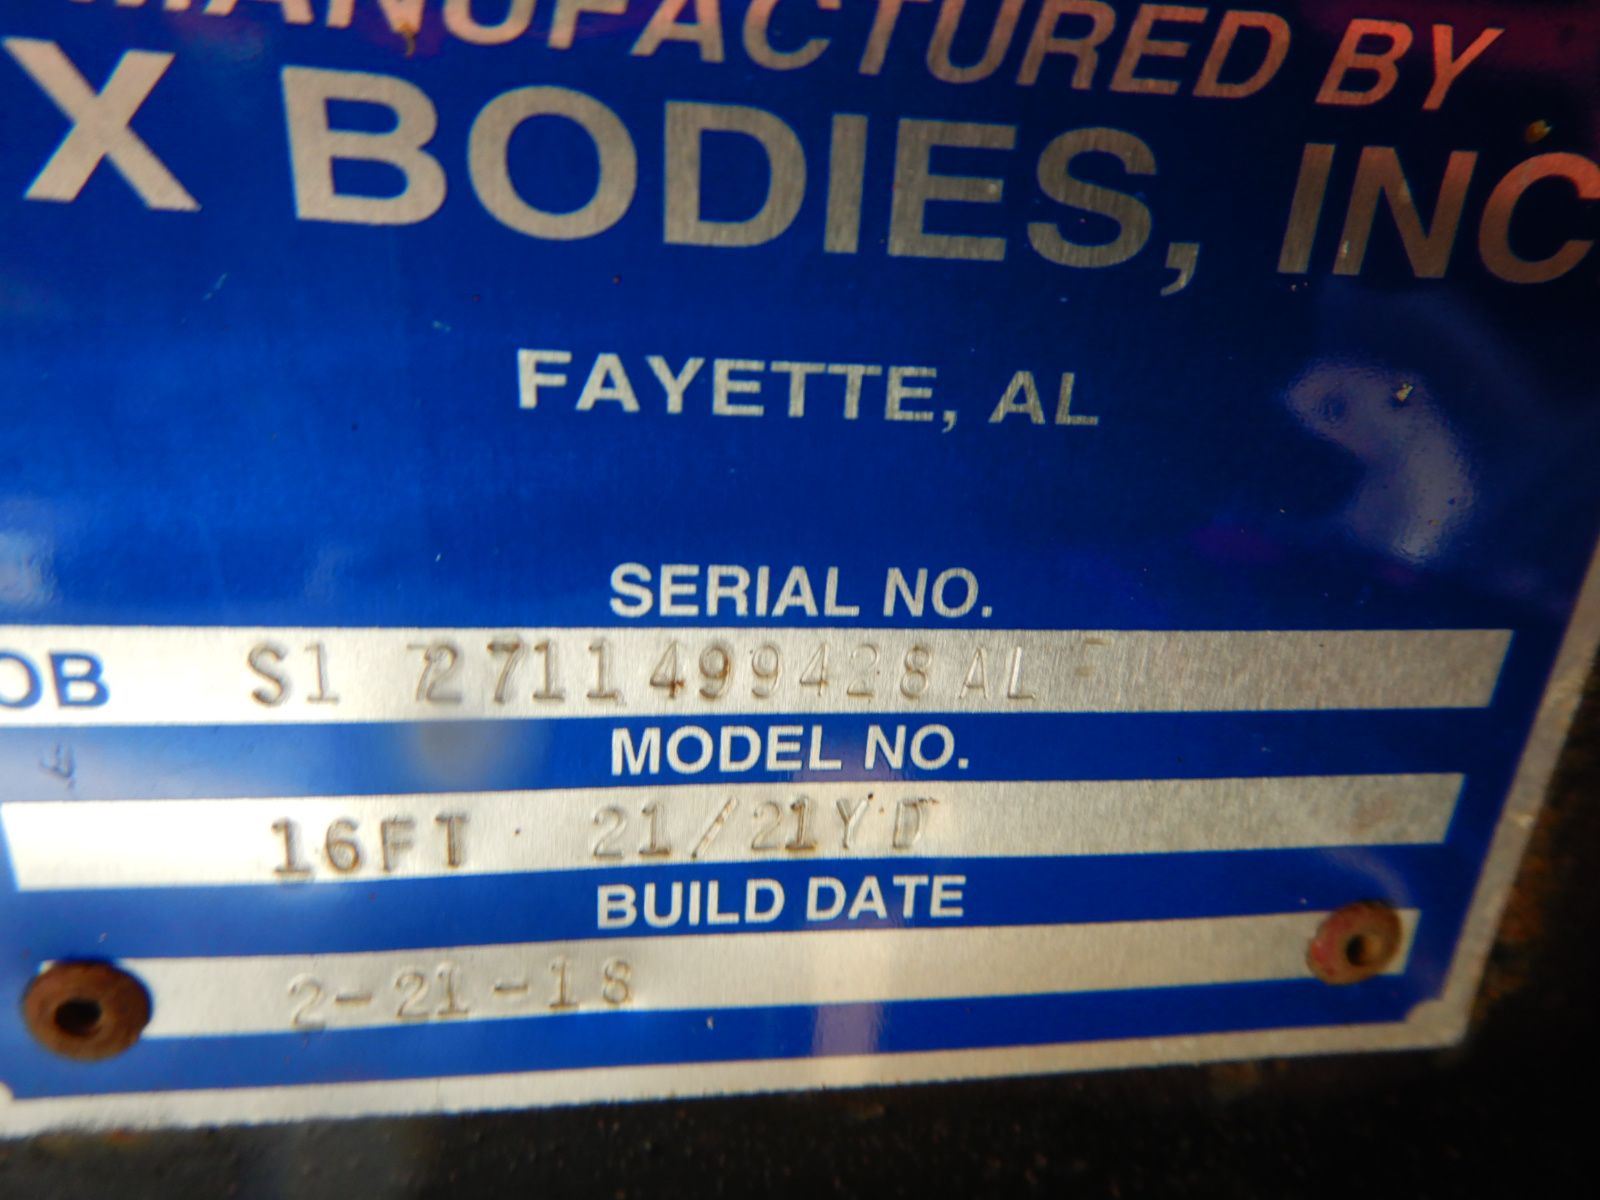 MANUFACTURED BY
X BODIES, INC
FAYETTE, AL
SERIAL NO.
OB S1 2711499428AL
MODEL NO.
16FT 21/21YD
BUILD DATE
2-21-18